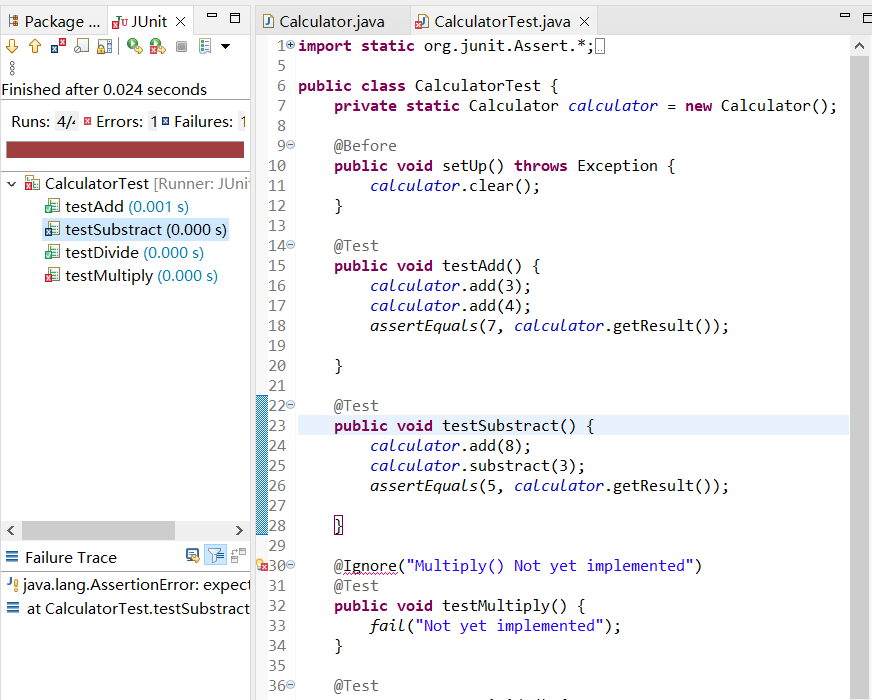 Package ...
JUnit
Finished after 0.024 seconds
Runs: 4/4 Errors: 1 Failures: 1
CalculatorTest [Runner: JUni
testAdd (0.001 s)
testSubstract (0.000 s)
testDivide (0.000 s)
testMultiply (0.000 s)
Failure Trace
java.lang.AssertionError: expect
at CalculatorTest.testSubstract
Calculator.java
CalculatorTest.java
1 import static org.junit.Assert.*;
5
6 public class CalculatorTest {
7 private static Calculator calculator = new Calculator();
8
9 @Before
10 public void setUp() throws Exception {
11 calculator.clear();
12 }
13
14 @Test
15 public void testAdd() {
16 calculator.add(3);
17 calculator.add(4);
18 assertEquals(7, calculator.getResult());
19
20 }
21
22 @Test
23 public void testSubstract() {
24 calculator.add(8);
25 calculator.substract(3);
26 assertEquals(5, calculator.getResult());
27
28 }
29
30 @Ignore("Multiply() Not yet implemented")
31 @Test
32 public void testMultiply() {
33 fail("Not yet implemented");
34 }
35
36 @Test